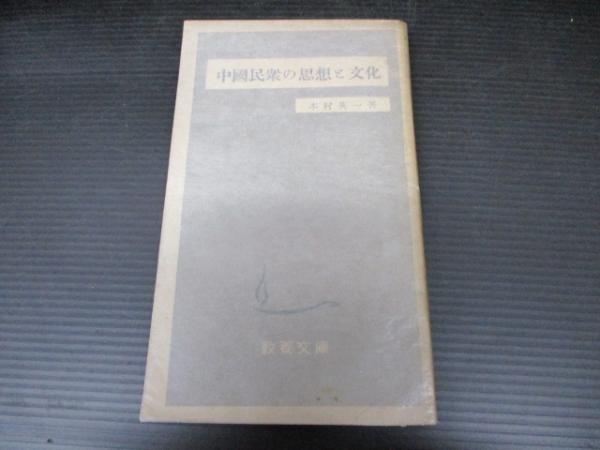 中國民衆の思想と文化
木村英一著
教養文庫